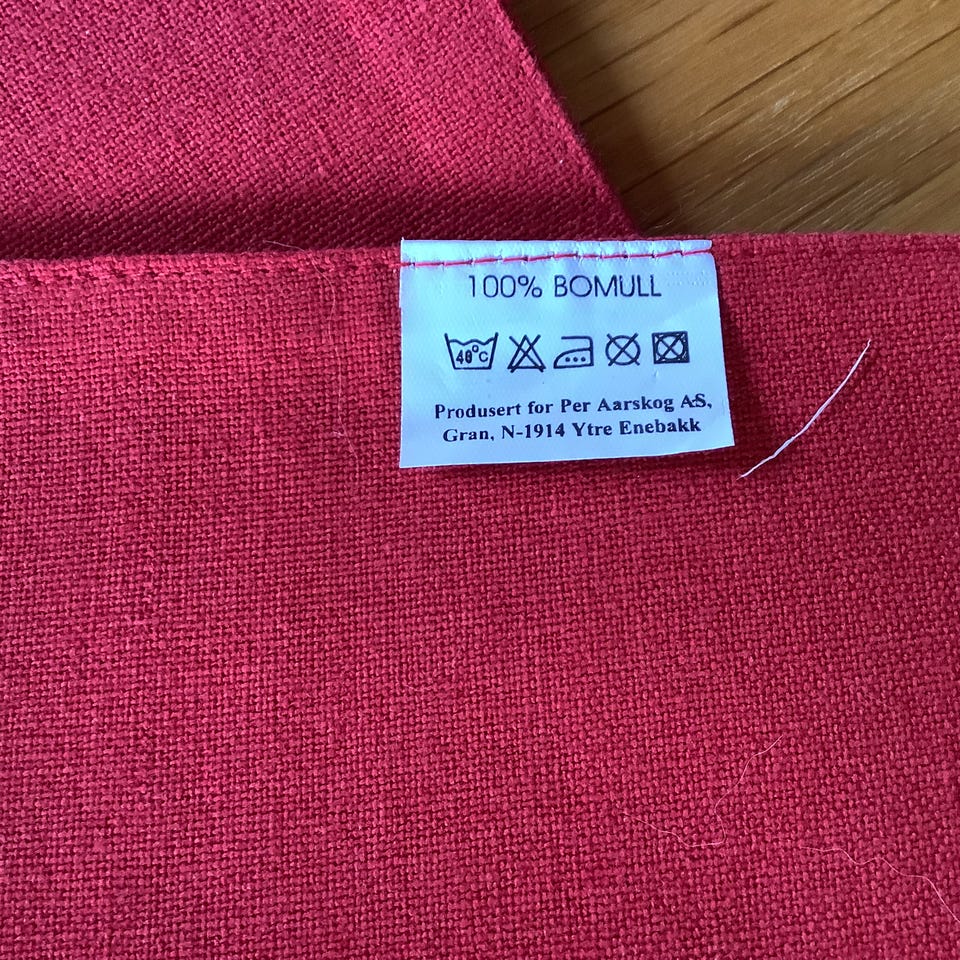 100% BOMULL
40°C
Produsert for Per Aarskog AS,
Gran, N-1914 Ytre Enebakk